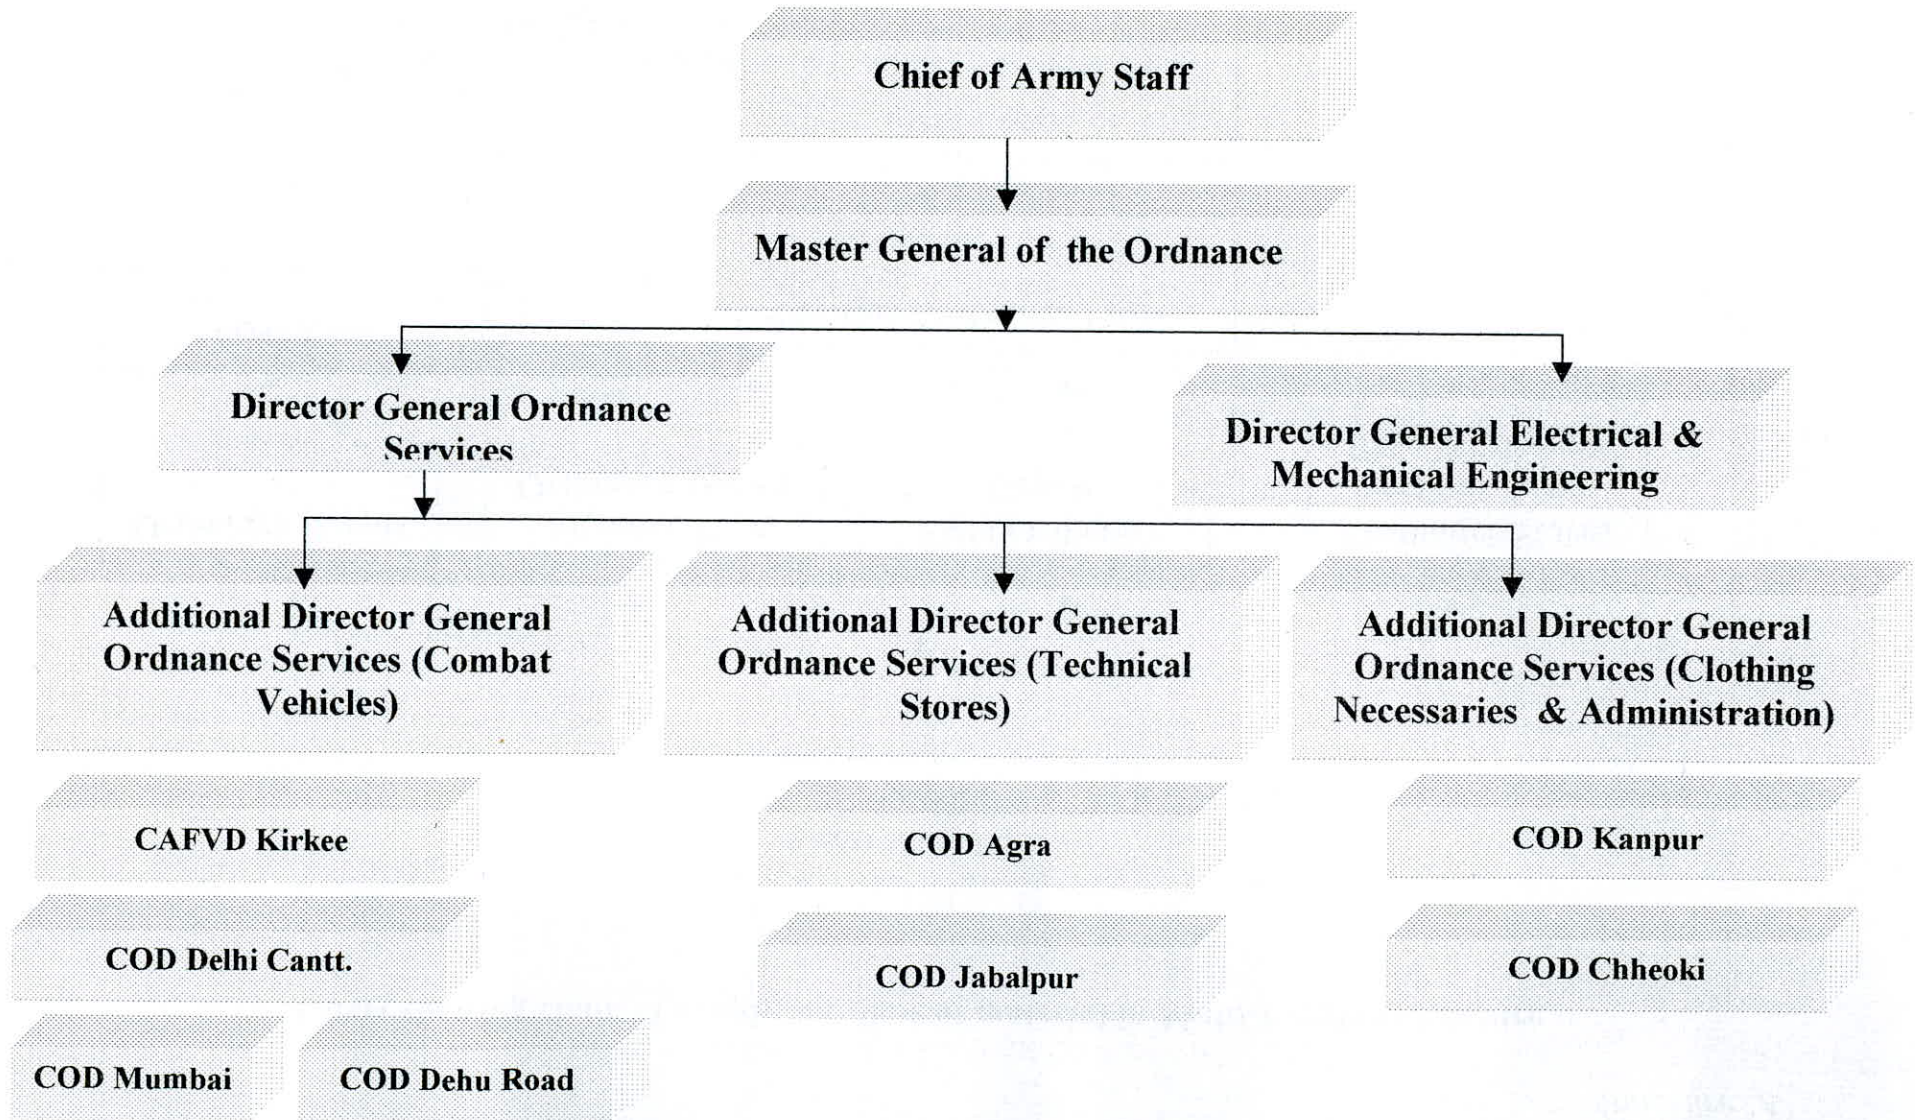 Chief of Army Staff
Master General of the Ordnance
Director General Ordnance
Services
Director General Electrical &
Mechanical Engineering
Additional Director General
Ordnance Services (Combat
Vehicles)
Additional Director General
Ordnance Services (Technical
Stores)
Additional Director General
Ordnance Services (Clothing
Necessaries & Administration)
CAFVD Kirkee
COD Agra
COD Kanpur
COD Delhi Cantt.
COD Jabalpur
COD Chheoki
COD Mumbai
COD Dehu Road